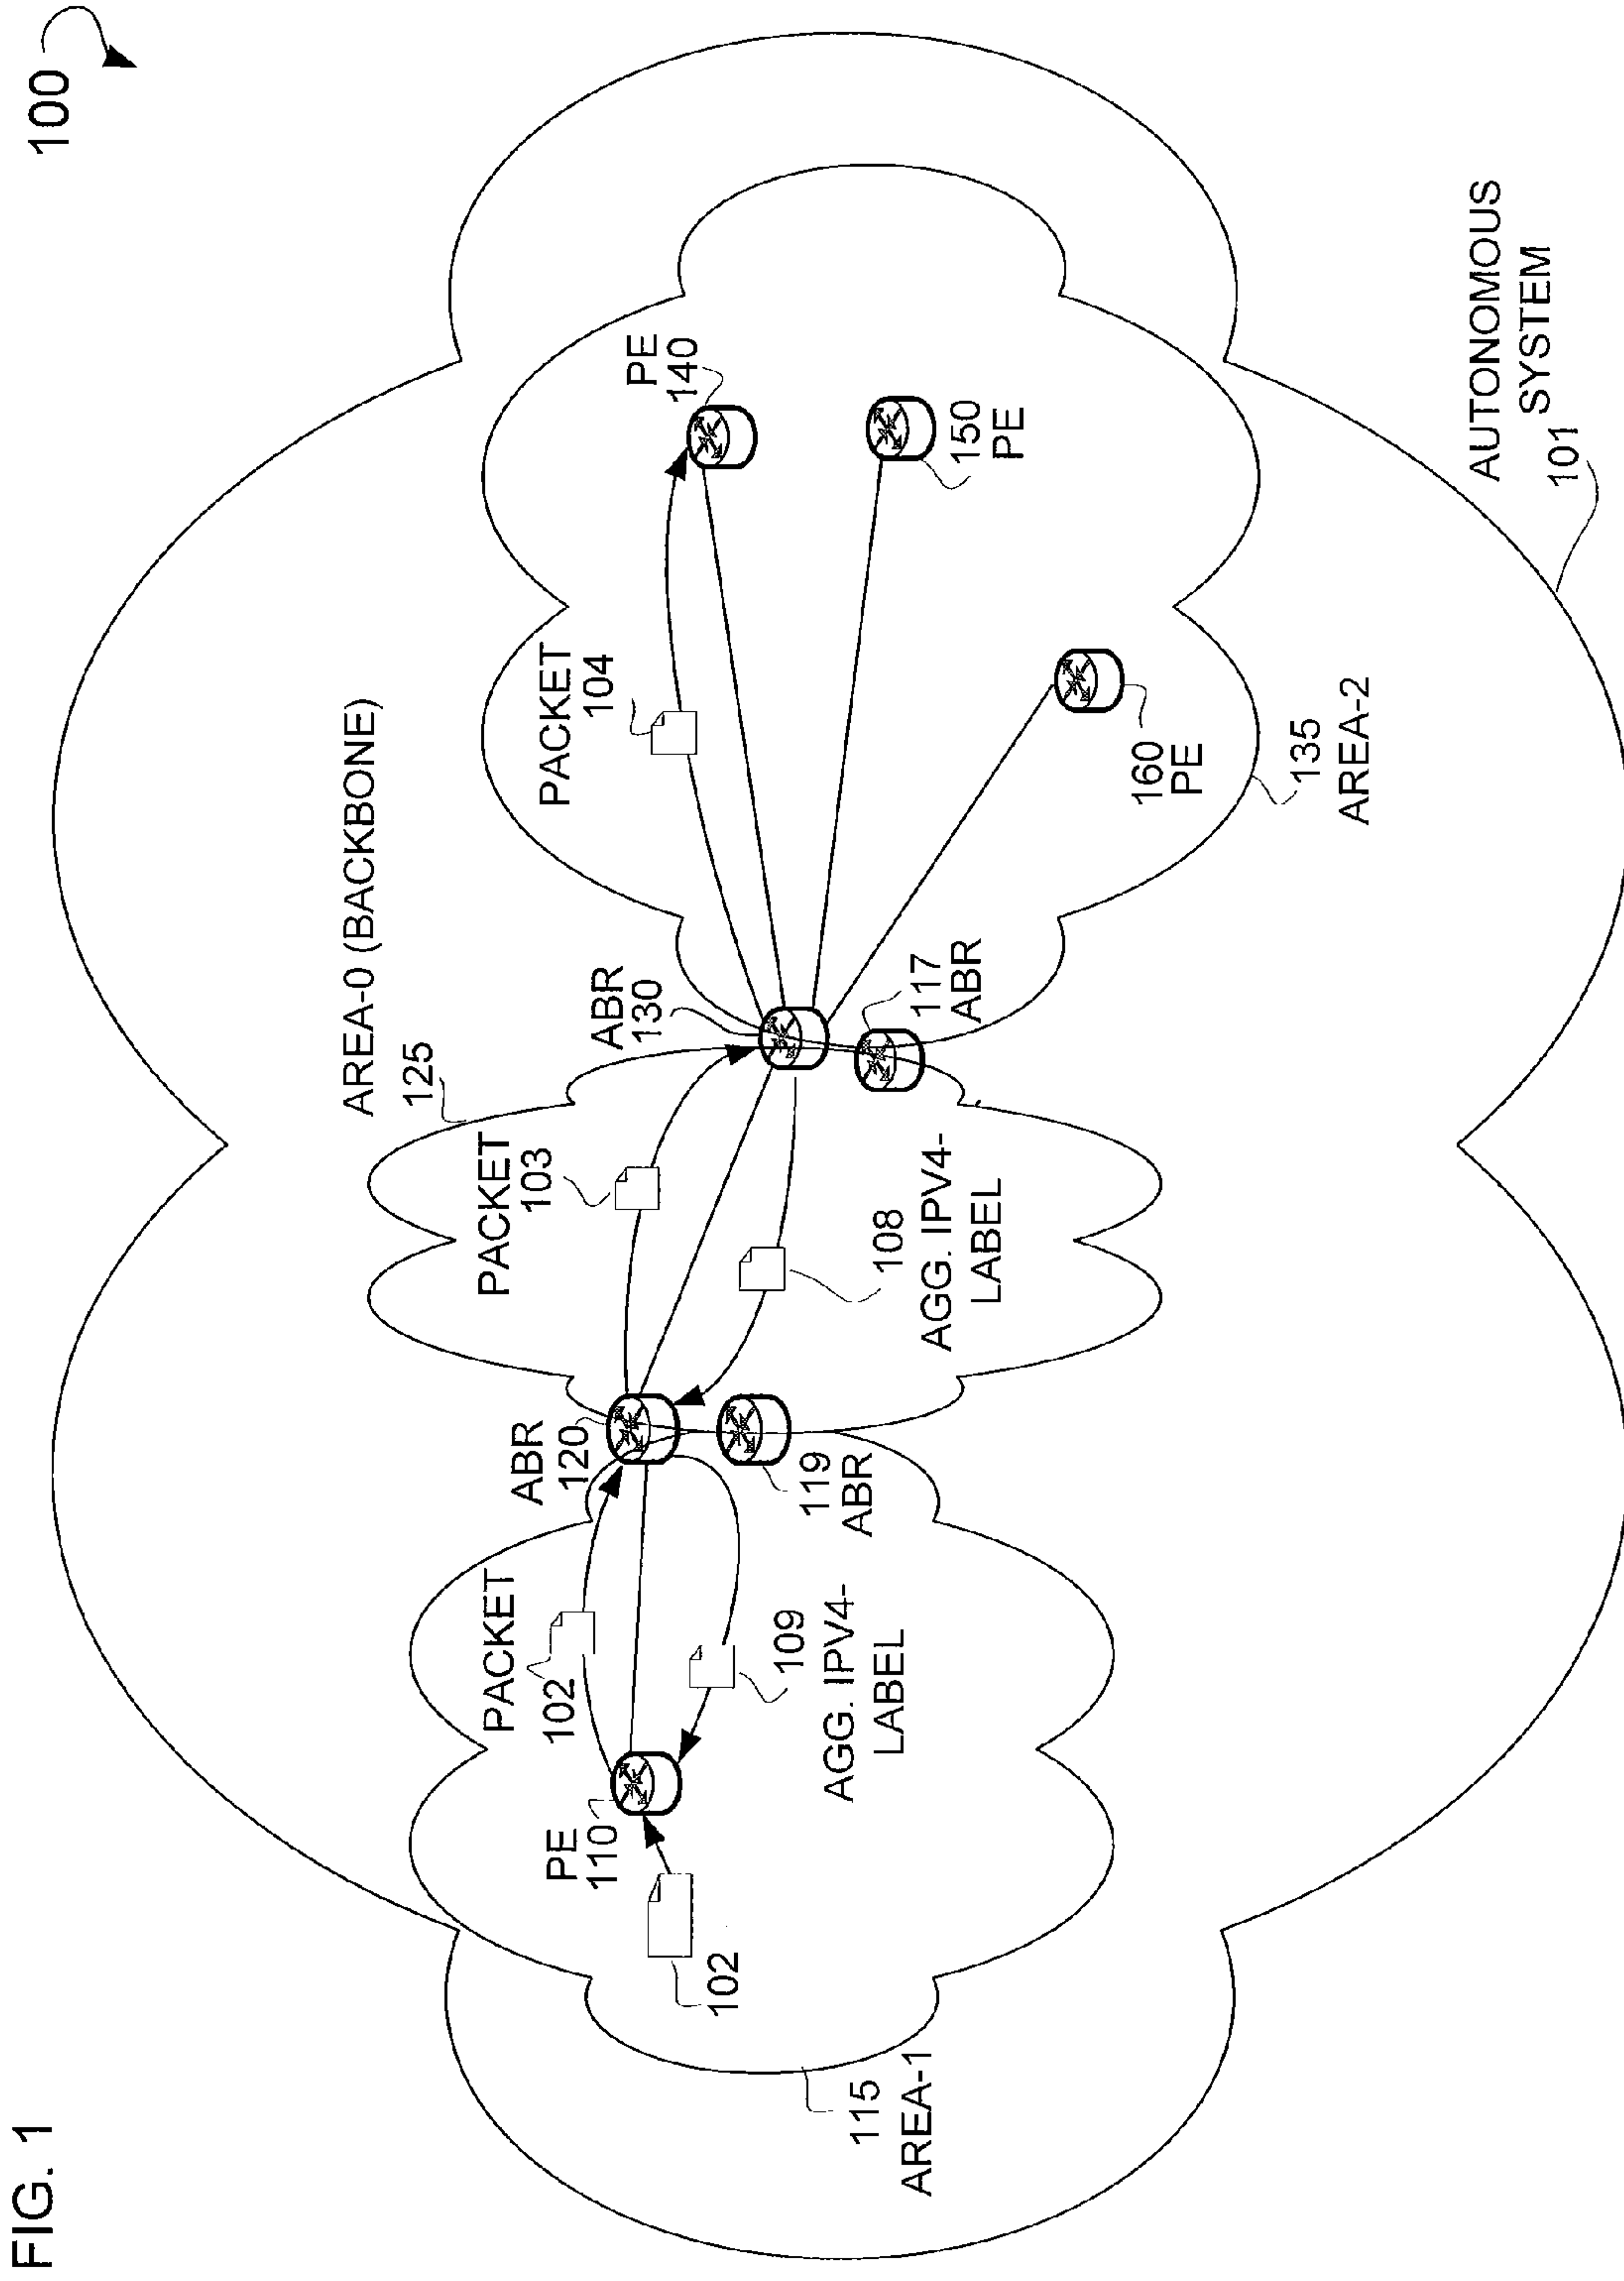 FIG. 1
100
AREA-0 (BACKBONE)
125
PACKET
102
PACKET
103
PACKET
104
PE
110
ABR
120
ABR
130
PE
140
102
119
ABR
117
ABR
150
PE
160
PE
109
AGG. IPV4-
LABEL
108
AGG. IPV4-
LABEL
115
AREA-1
135
AREA-2
AUTONOMOUS
SYSTEM
101